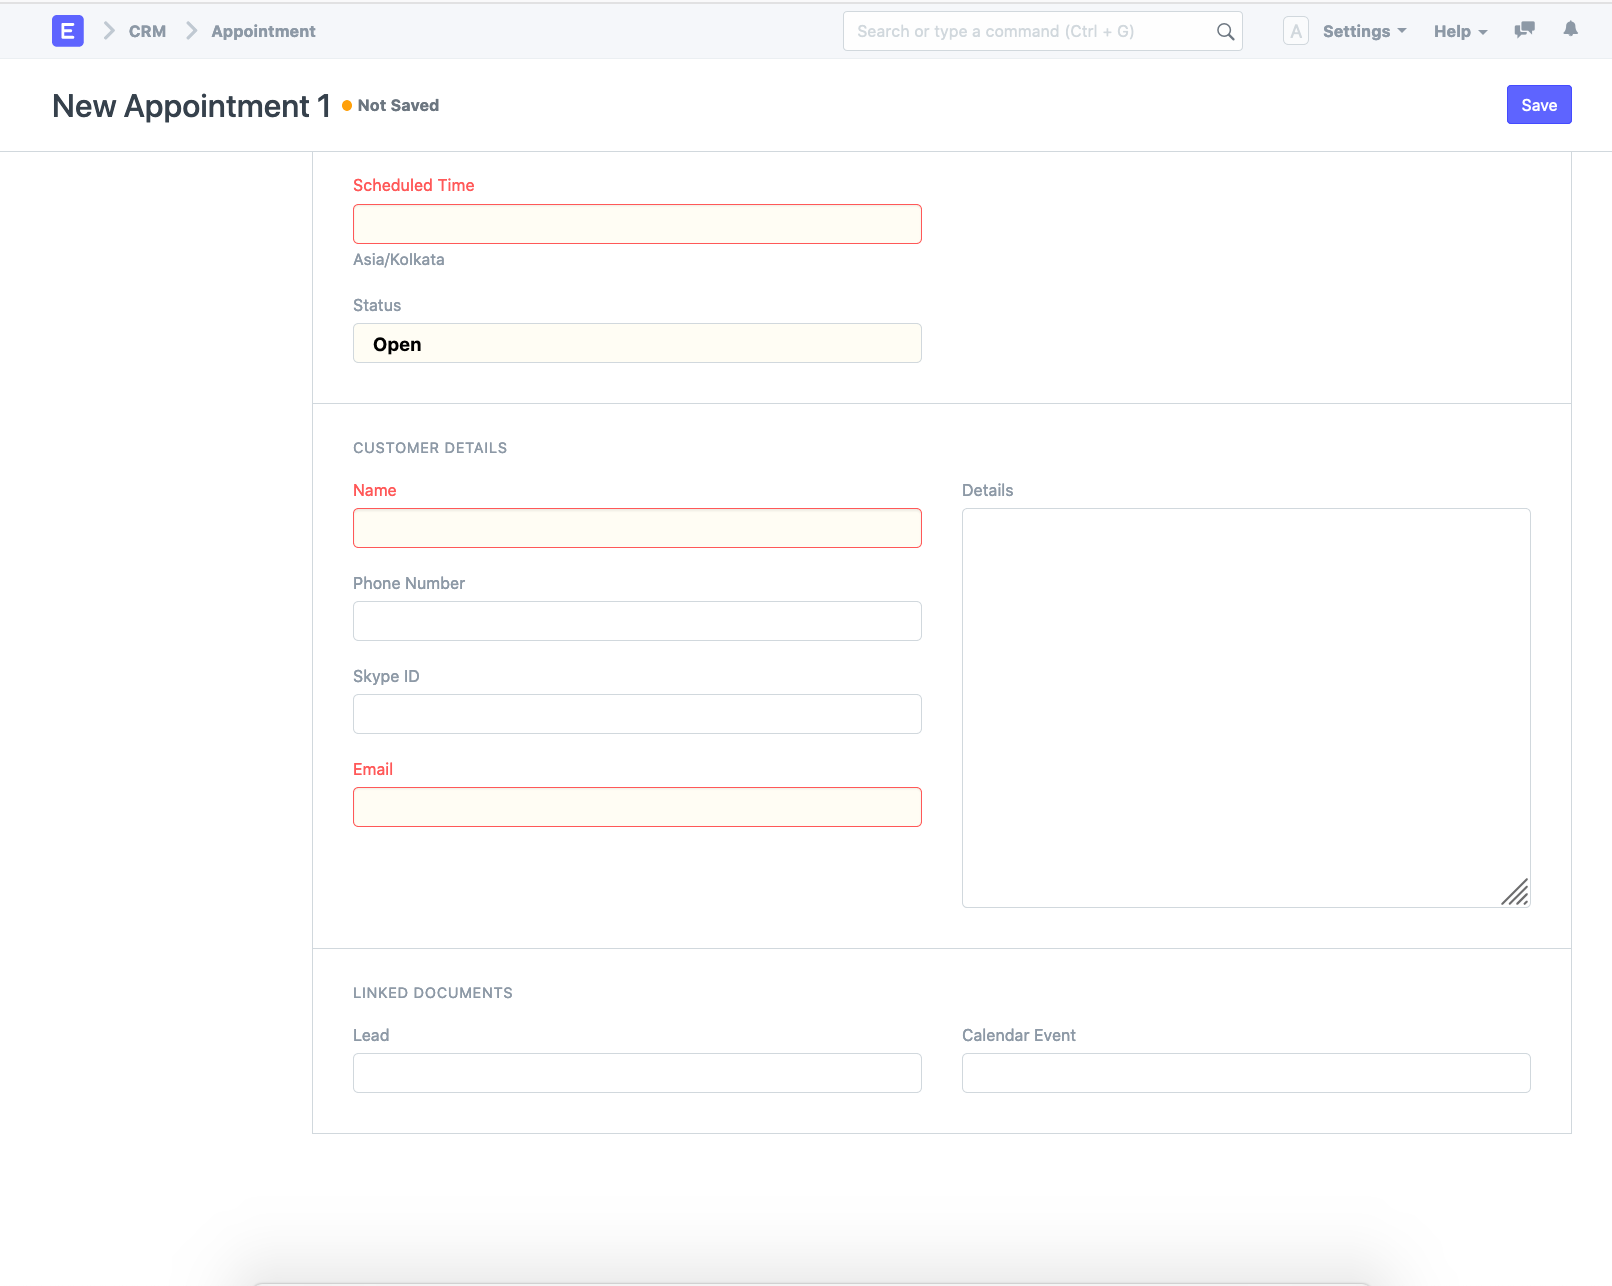 E CRM Appointment Search or type a command (Ctrl + G) A Settings Help
New Appointment 1 Not Saved Save
Scheduled Time
Asia/Kolkata
Status
Open
CUSTOMER DETAILS
Name
Details
Phone Number
Skype ID
Email
LINKED DOCUMENTS
Lead
Calendar Event